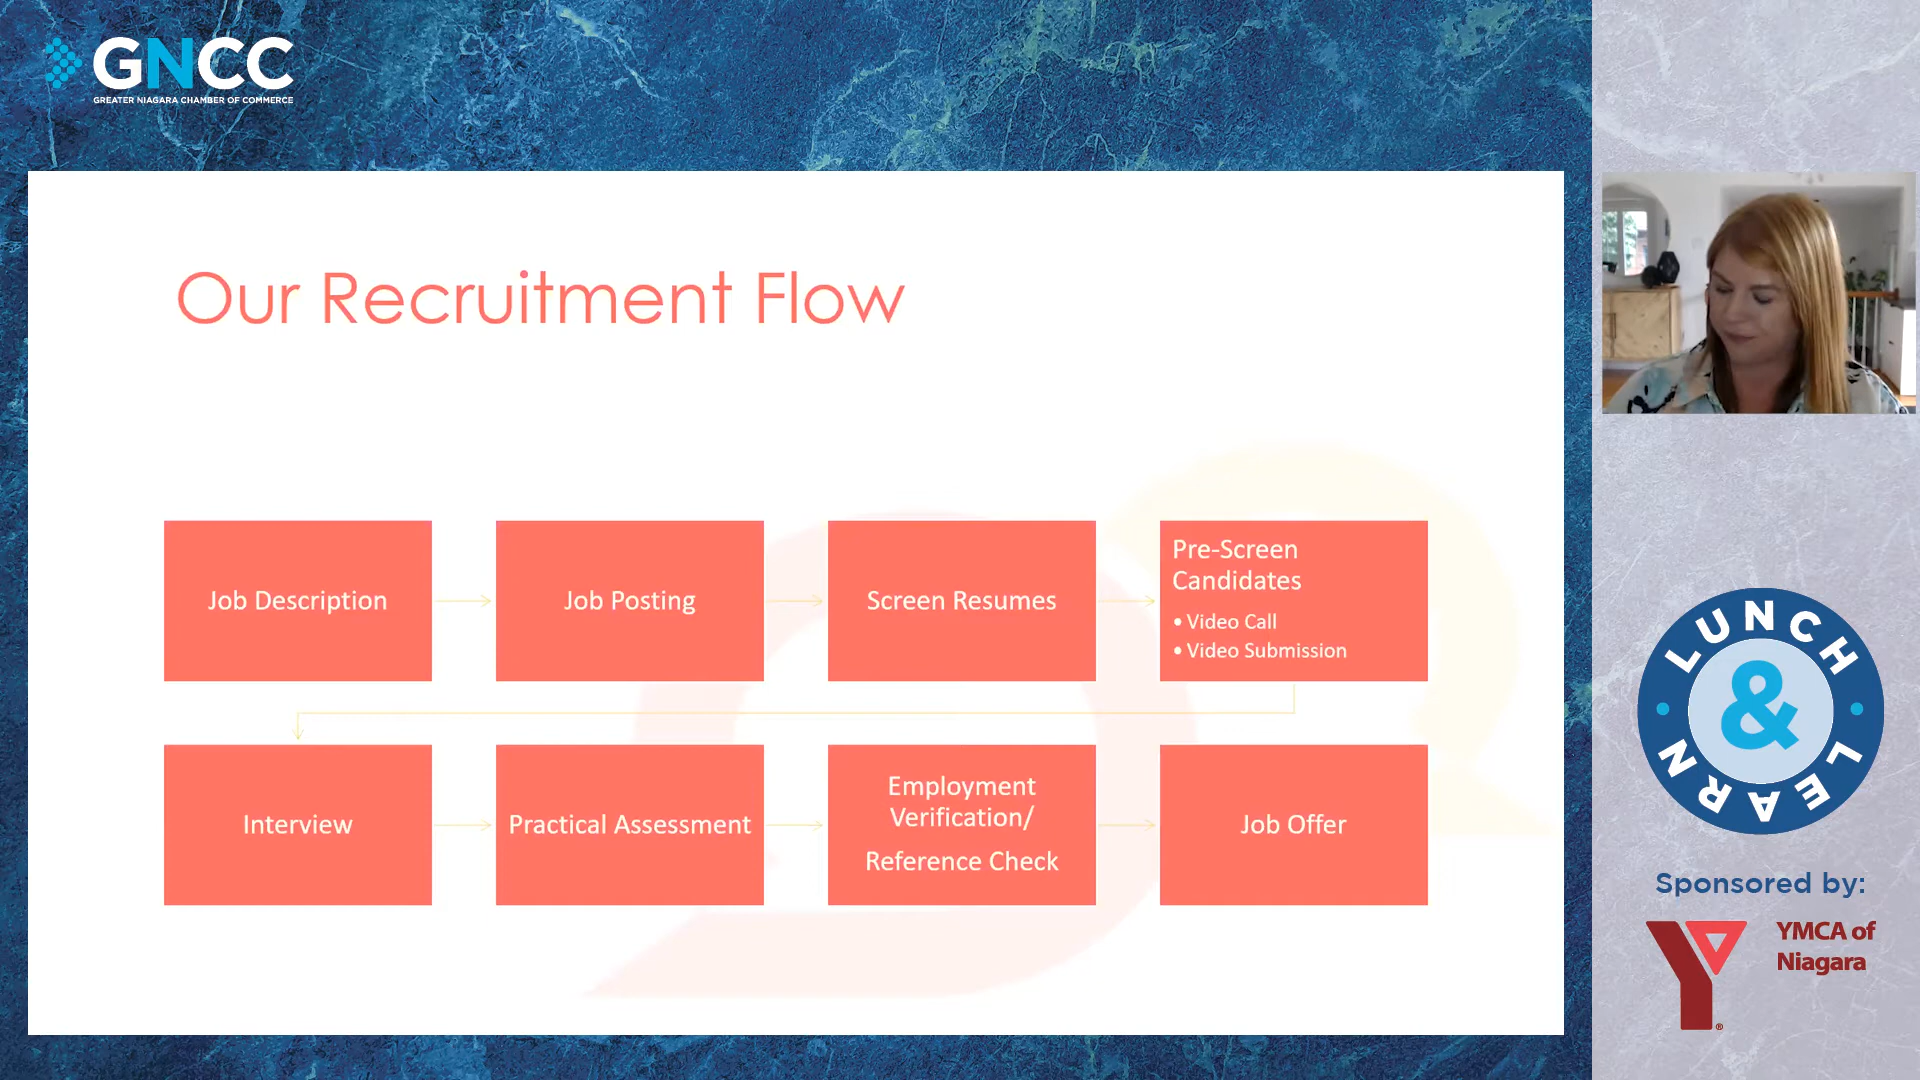 GNCC
GREATER NIAGARA CHAMBER OF COMMERCE
Our Recruitment Flow
Job Description
Job Posting
Screen Resumes
Pre-Screen
Candidates
• Video Call
• Video Submission
Interview
Practical Assessment
Employment
Verification/
Reference Check
Job Offer
LUNCH
&
LEARN
Sponsored by:
YMCA of
Niagara
®